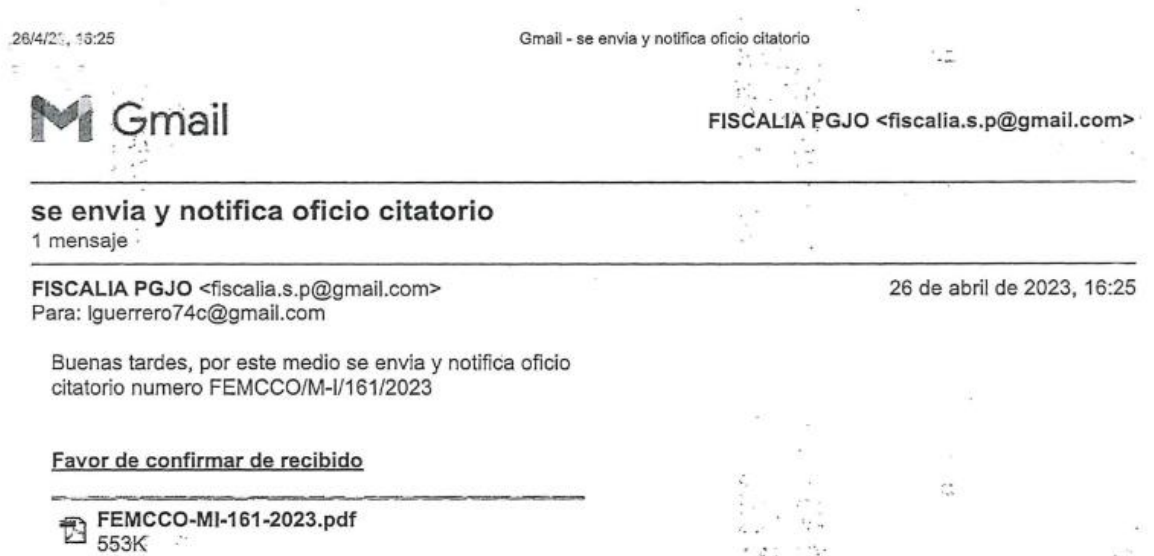 26/4/23, 16:25 Gmail - se envia y notifica oficio citatorio
Gmail FISCALIA PGJO <fiscalia.s.p@gmail.com>
se envia y notifica oficio citatorio
1 mensaje
FISCALIA PGJO <fiscalia.s.p@gmail.com> 26 de abril de 2023, 16:25
Para: lguerrero74c@gmail.com
Buenas tardes, por este medio se envia y notifica oficio
citatorio numero FEMCCO/M-I/161/2023
Favor de confirmar de recibido
FEMCCO-MI-161-2023.pdf
553K